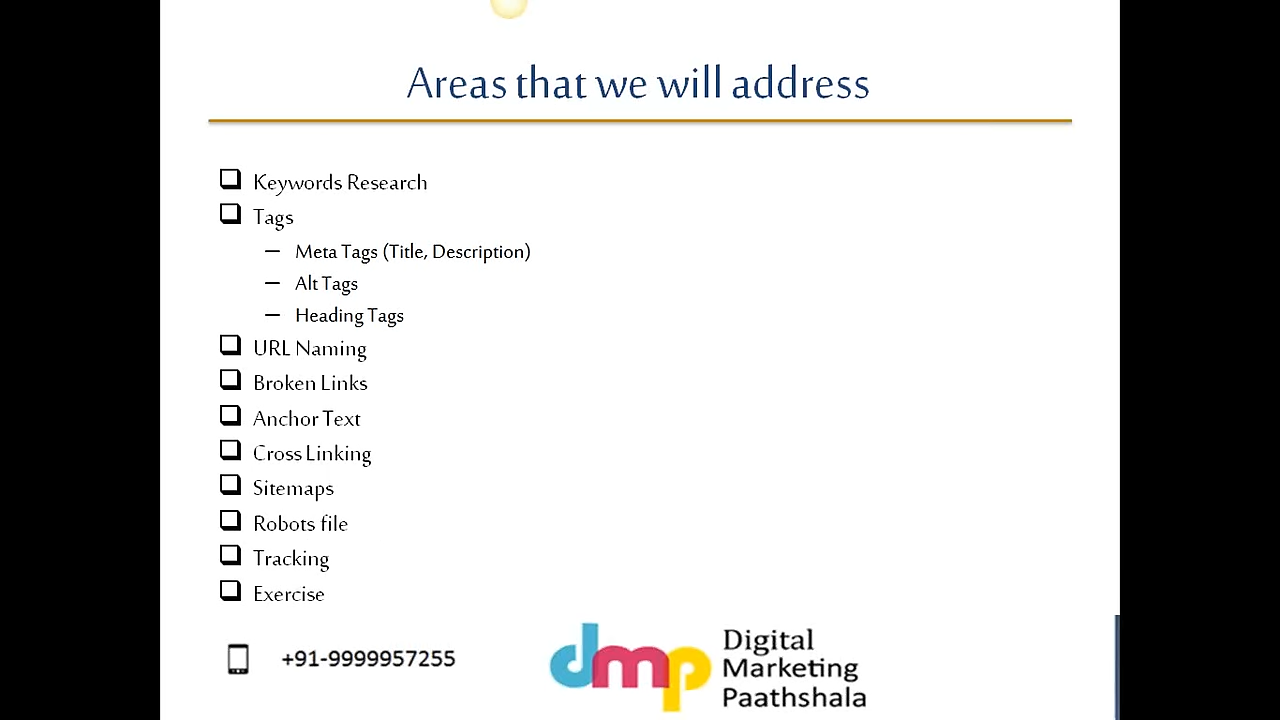 Areas that we will address
Keywords Research
Tags
– Meta Tags (Title, Description)
– Alt Tags
– Heading Tags
URL Naming
Broken Links
Anchor Text
Cross Linking
Sitemaps
Robots file
Tracking
Exercise
+91-9999957255
dmp
Digital
Marketing
Paathshala